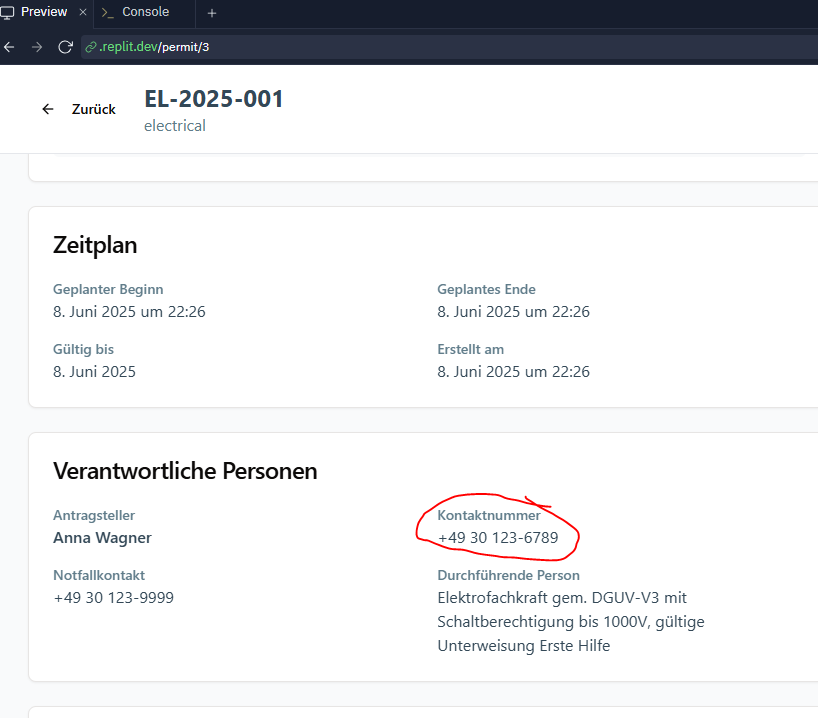 Preview
Console
.replit.dev/permit/3
Zurück
EL-2025-001
electrical
Zeitplan
Geplanter Beginn
8. Juni 2025 um 22:26
Geplantes Ende
8. Juni 2025 um 22:26
Gültig bis
8. Juni 2025
Erstellt am
8. Juni 2025 um 22:26
Verantwortliche Personen
Antragsteller
Anna Wagner
Kontaktnummer
+49 30 123-6789
Notfallkontakt
+49 30 123-9999
Durchführende Person
Elektrofachkraft gem. DGUV-V3 mit
Schaltberechtigung bis 1000V, gültige
Unterweisung Erste Hilfe